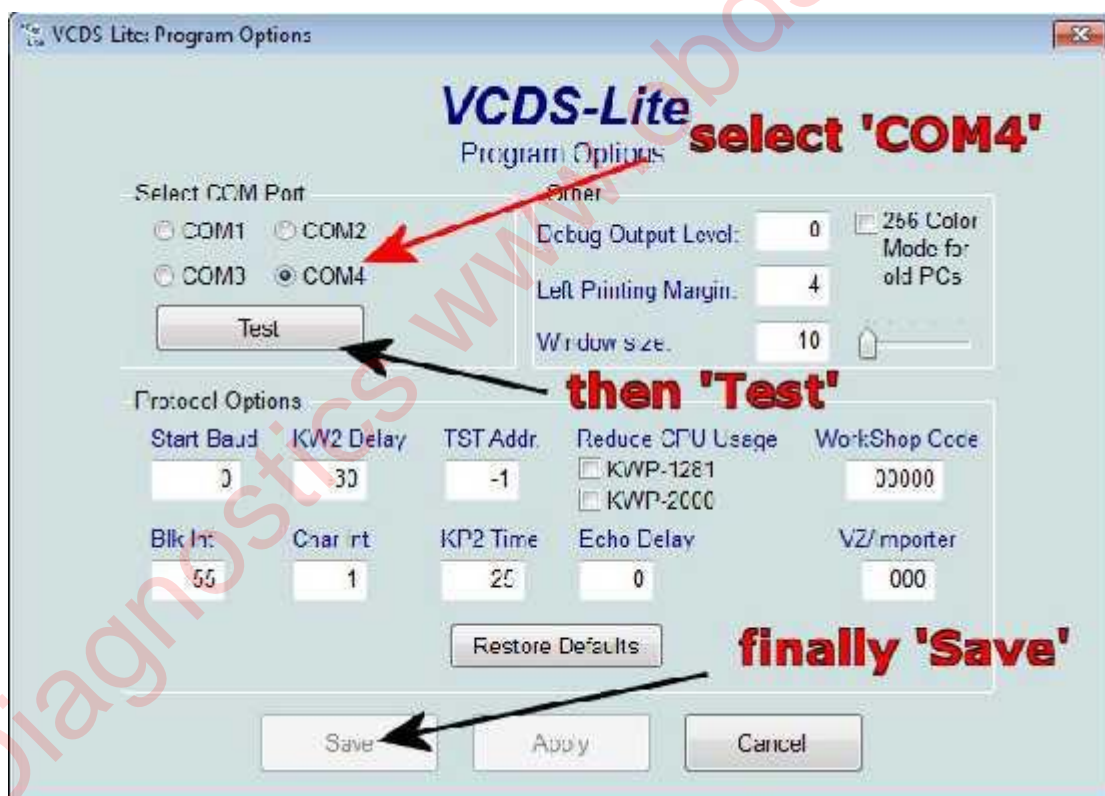 VCDS Lite: Program Options
VCDS-Lite
select 'COM4'
Program Options
Select COM Port
Other
COM1
COM2
Debug Output Level:
0
256 Color
Mode for
old PCs
COM3
COM4
Left Printing Margin:
4
Test
Window size:
10
then 'Test'
Protocol Options
Start Baud
KW2 Delay
TST Addr.
Reduce CPU Usage
WorkShop Code
0
-30
-1
KWP-1281
00000
KWP-2000
Blk Int
Char Int
KP2 Time
Echo Delay
VZ/Importer
55
1
25
0
000
Restore Defaults
finally 'Save'
Save
Apply
Cancel
Diagnostics www.obds